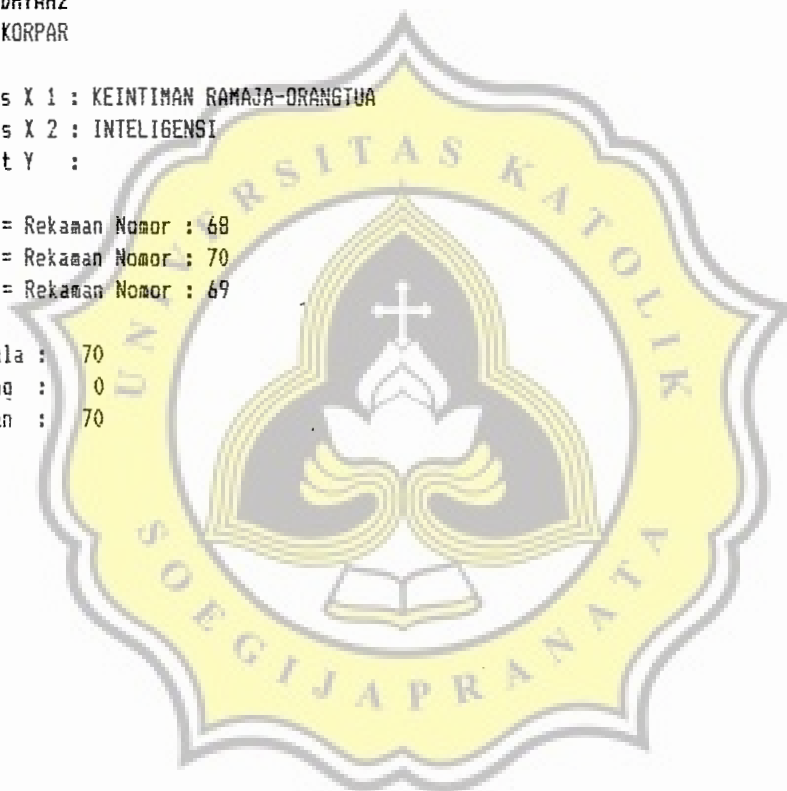 KORPAR
s X 1 : KEINTIMAN RAMAJA-ORANGTUA
s X 2 : INTELIGENSI
t Y :
= Rekaman Nomor : 68
= Rekaman Nomor : 70
= Rekaman Nomor : 69
la : 70
g : 0
n : 70
UNIVERSITAS KATOLIK
SOEGIJAPRANATA